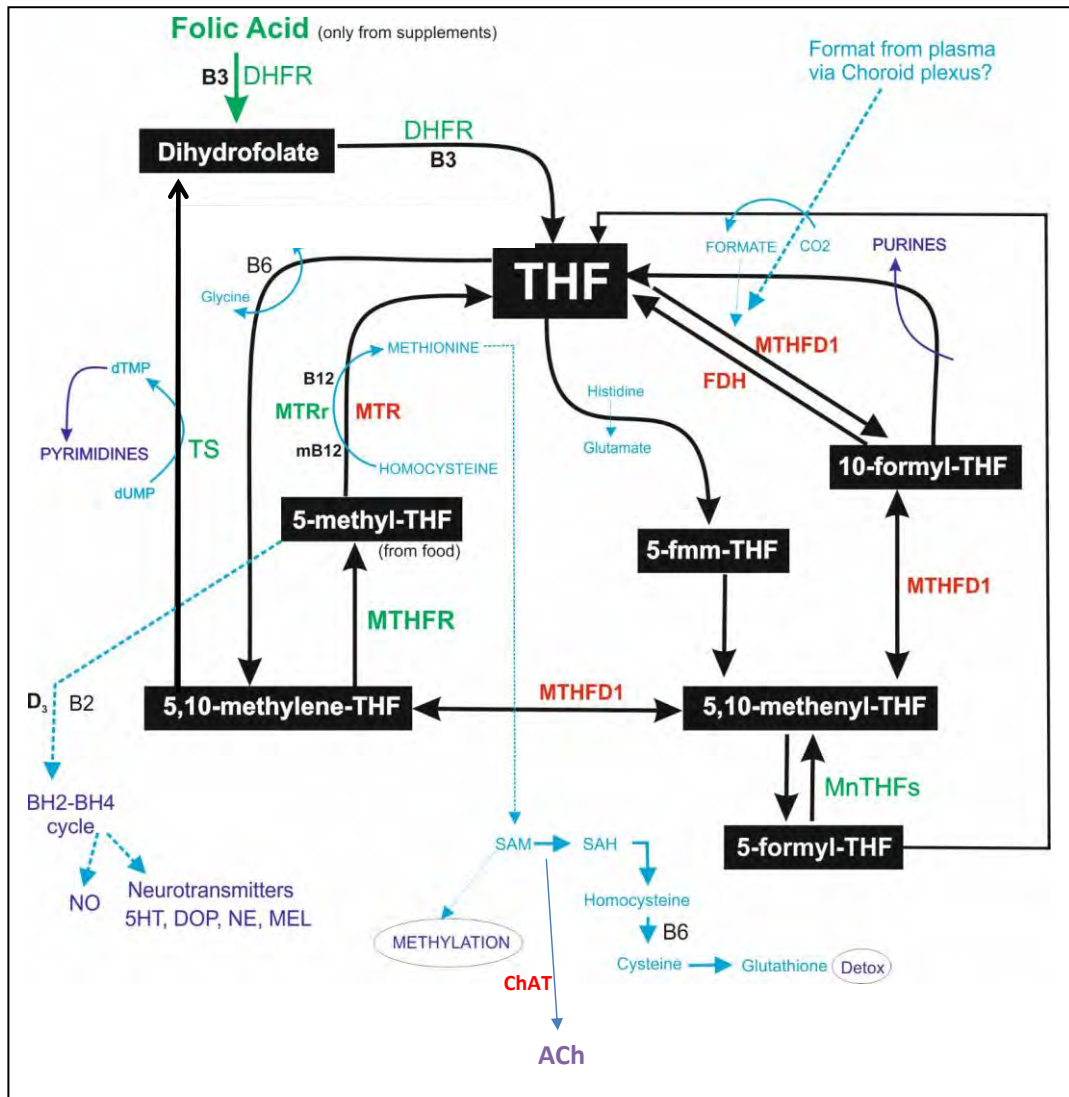 Folic Acid (only from supplements)
B3 DHFR
Format from plasma
via Choroid plexus?
Dihydrofolate
DHFR
B3
FORMATE CO2
PURINES
B6
THF
Glycine
MTHFD1
FDH
METHIONINE
B12
MTRr MTR
mB12
HOMOCYSTEINE
Histidine
Glutamate
dTMP
PYRIMIDINES
TS
dUMP
10-formyl-THF
5-methyl-THF
(from food)
5-fmm-THF
MTHFD1
MTHFR
D3 B2
5,10-methylene-THF
MTHFD1
5,10-methenyl-THF
MnTHFs
5-formyl-THF
BH2-BH4
cycle
NO
Neurotransmitters
5HT, DOP, NE, MEL
SAM SAH
Homocysteine
B6
METHYLATION
Cysteine Glutathione Detox
ChAT
ACh